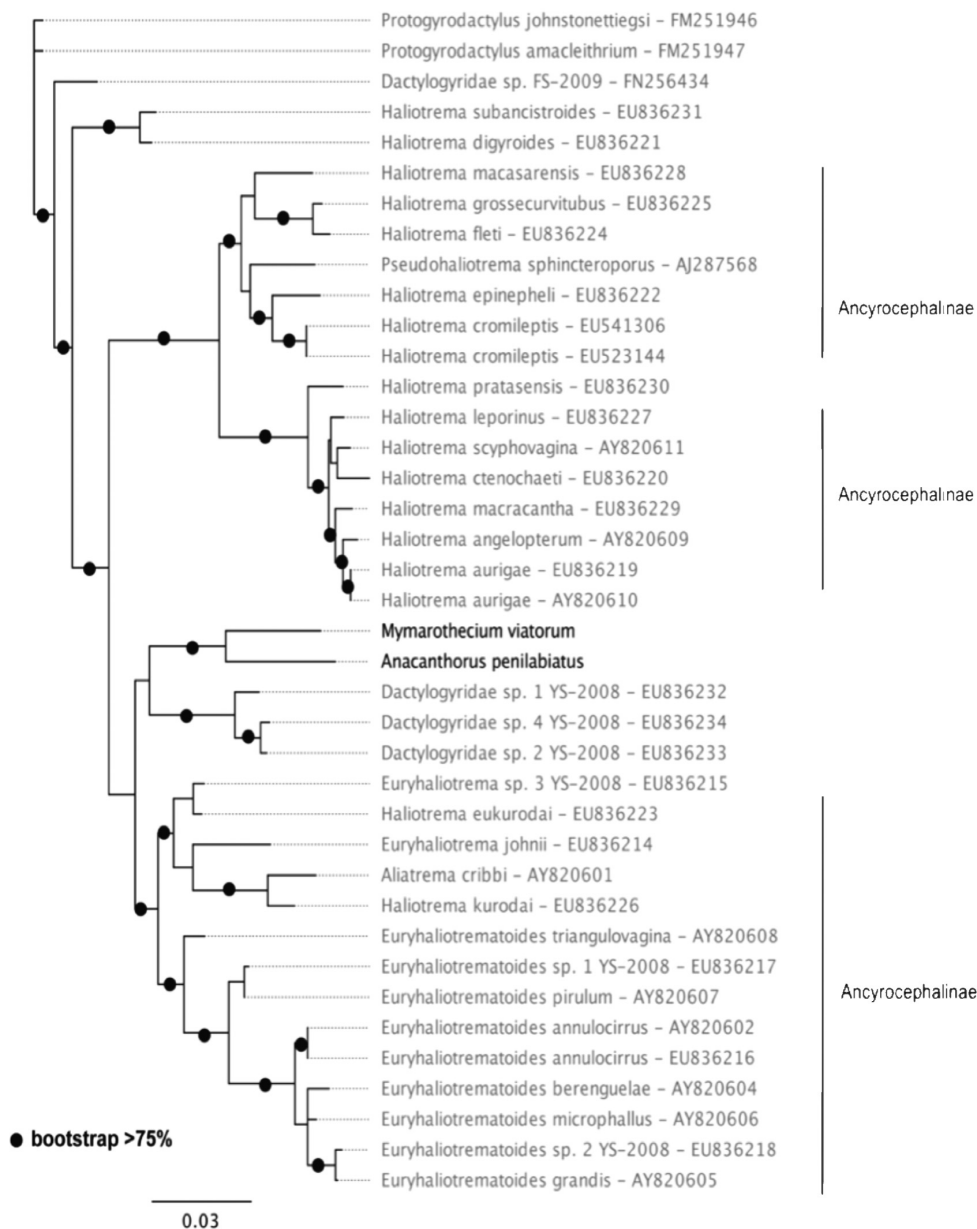 Protogyrodactylus johnstonettiegsi – FM251946
Protogyrodactylus amacleithrium – FM251947
Dactylogyridae sp. FS–2009 – FN256434
Haliotrema subancistroides – EU836231
Haliotrema digyroides – EU836221
Haliotrema macasarensis – EU836228
Haliotrema grossecurvitubus – EU836225
Haliotrema fleti – EU836224
Pseudohaliotrema sphincteroporus – AJ287568
Haliotrema epinepheli – EU836222
Ancyrocephalinae
Haliotrema cromileptis – EU541306
Haliotrema cromileptis – EU523144
Haliotrema pratasensis – EU836230
Haliotrema leporinus – EU836227
Haliotrema scyphovagina – AY820611
Haliotrema ctenochaeti – EU836220
Ancyrocephalinae
Haliotrema macracantha – EU836229
Haliotrema angelopterum – AY820609
Haliotrema aurigae – EU836219
Haliotrema aurigae – AY820610
Mymarothecium viatorum
Anacanthorus penilabiatus
Dactylogyridae sp. 1 YS–2008 – EU836232
Dactylogyridae sp. 4 YS–2008 – EU836234
Dactylogyridae sp. 2 YS–2008 – EU836233
Euryhaliotrema sp. 3 YS–2008 – EU836215
Haliotrema eukurodai – EU836223
Euryhaliotrema johnii – EU836214
Aliatrema cribbi – AY820601
Haliotrema kurodai – EU836226
Euryhaliotrematoides triangulovagina – AY820608
Euryhaliotrematoides sp. 1 YS–2008 – EU836217
Ancyrocephalinae
Euryhaliotrematoides pirulum – AY820607
Euryhaliotrematoides annulocirrus – AY820602
Euryhaliotrematoides annulocirrus – EU836216
Euryhaliotrematoides berenguelae – AY820604
Euryhaliotrematoides microphallus – AY820606
bootstrap >75%
Euryhaliotrematoides sp. 2 YS–2008 – EU836218
Euryhaliotrematoides grandis – AY820605
0.03